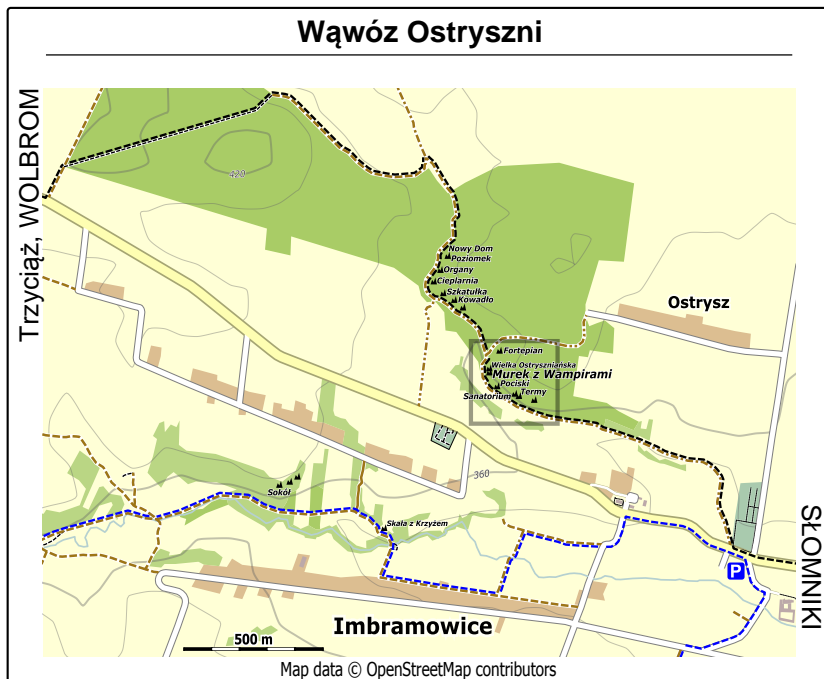 Wąwóz Ostryszni
Trzyciąż, WOLBROM
420
Nowy Dom
Poziomek
Organy
Cieplarnia
Szkatułka
Kowadło
Ostrysz
Fortepian
Wielka Ostryszniańska
Murek z Wampirami
Pociski
Sanatorium
Termy
360
Sokół
Skała z Krzyżem
SŁOMNIKI
P
Imbramowice
500 m
Map data © OpenStreetMap contributors